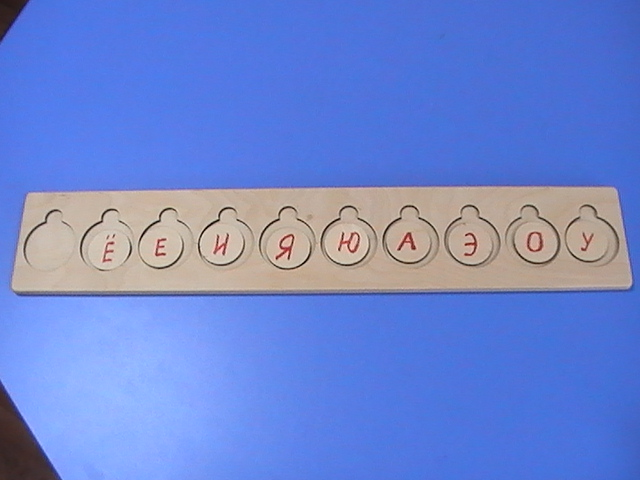 Ё Е И Я Ю А Э О У